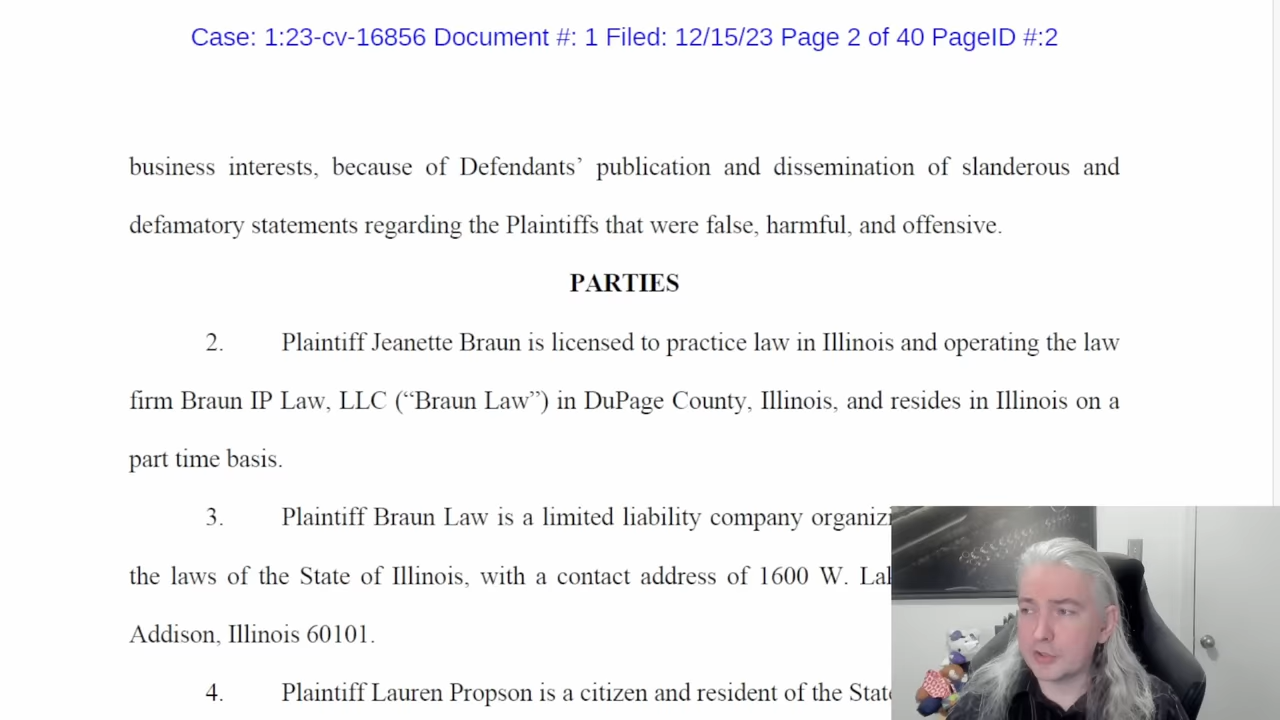 Case: 1:23-cv-16856 Document #: 1 Filed: 12/15/23 Page 2 of 40 PageID #:2
business interests, because of Defendants’ publication and dissemination of slanderous and
defamatory statements regarding the Plaintiffs that were false, harmful, and offensive.
PARTIES
2. Plaintiff Jeanette Braun is licensed to practice law in Illinois and operating the law
firm Braun IP Law, LLC (“Braun Law”) in DuPage County, Illinois, and resides in Illinois on a
part time basis.
3. Plaintiff Braun Law is a limited liability company
the laws of the State of Illinois, with a contact address of 1600 W.
Addison, Illinois 60101.
4. Plaintiff Lauren Propson is a citizen and resident of the State